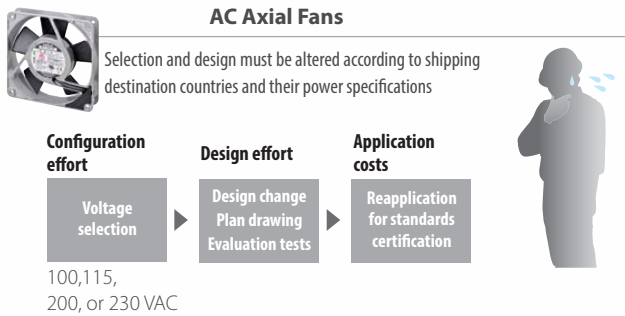 AC Axial Fans
Selection and design must be altered according to shipping
destination countries and their power specifications
Configuration
effort
Voltage
selection
100,115,
200, or 230 VAC
Design effort
Design change
Plan drawing
Evaluation tests
Application
costs
Reapplication
for standards
certification